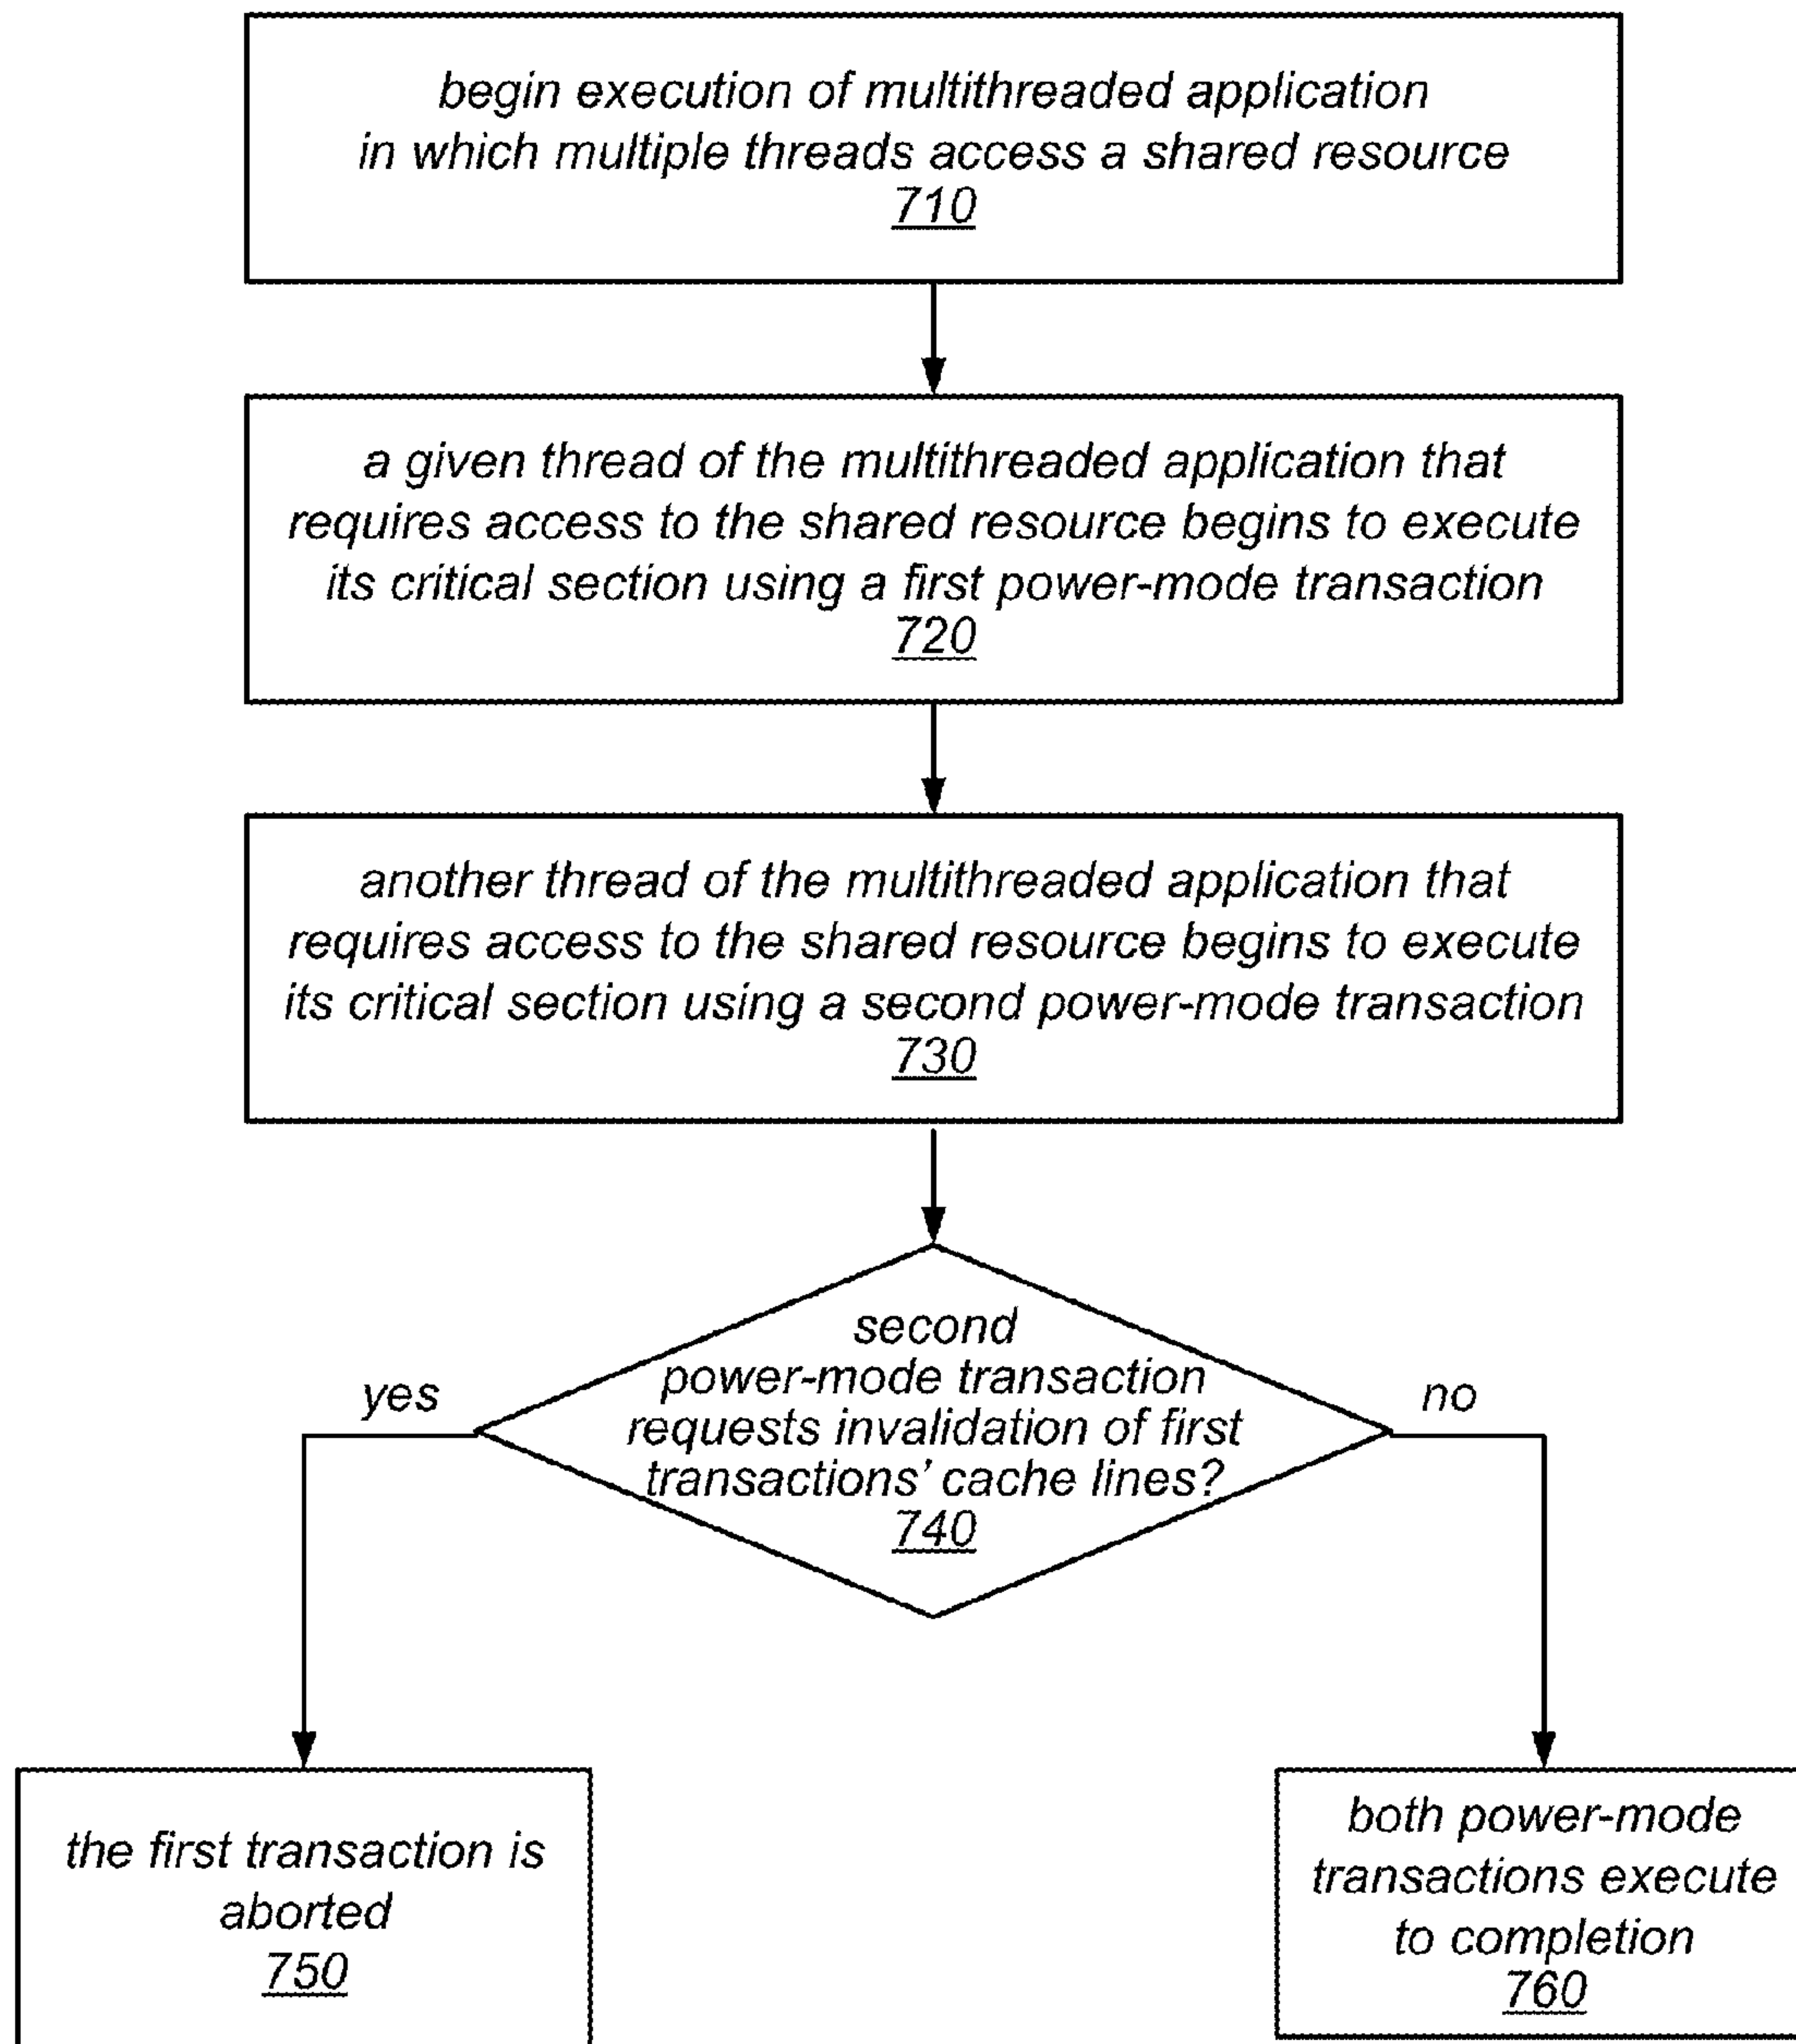 begin execution of multithreaded application
in which multiple threads access a shared resource
710
a given thread of the multithreaded application that
requires access to the shared resource begins to execute
its critical section using a first power-mode transaction
720
another thread of the multithreaded application that
requires access to the shared resource begins to execute
its critical section using a second power-mode transaction
730
second
power-mode transaction
requests invalidation of first
transactions' cache lines?
740
yes
no
the first transaction is
aborted
750
both power-mode
transactions execute
to completion
760